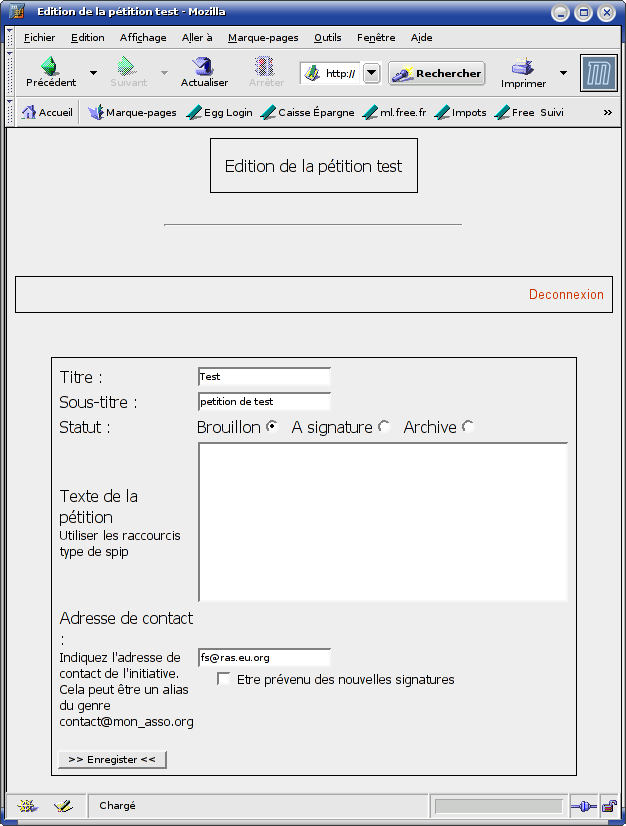 Edition de la pétition test - Mozilla
Fichier Edition Affichage Aller à Marque-pages Outils Fenêtre Aide
Précédent Suivant Actualiser Arrêter http:// Rechercher Imprimer
Accueil Marque-pages Egg Login Caisse Épargne ml.free.fr Impots Free Suivi »
Edition de la pétition test
Deconnexion
Titre : Test
Sous-titre : petition de test
Statut : Brouillon A signature Archive
Texte de la
pétition
Utiliser les raccourcis
type de spip
Adresse de contact
:
Indiquez l'adresse de fs@ras.eu.org
contact de l'initiative. Etre prévenu des nouvelles signatures
Cela peut être un alias
du genre
contact@mon_asso.org
>> Enregister <<
Chargé